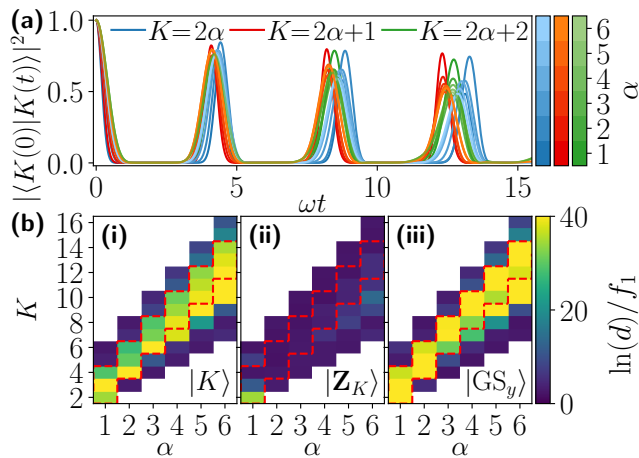 (a)
K=2α K=2α+1 K=2α+2
|⟨K(0)|K(t)⟩|²
1.0
0.5
0.0
0 5 10 15
ωt
6
5
4
3
2
1
α
(b)
(i) (ii) (iii)
16
14
12
10
8
6
4
2
K
|K⟩ |Z_K⟩ |GS_y⟩
1 2 3 4 5 6 1 2 3 4 5 6 1 2 3 4 5 6
α α α
40
20
0
ln(d)/f₁